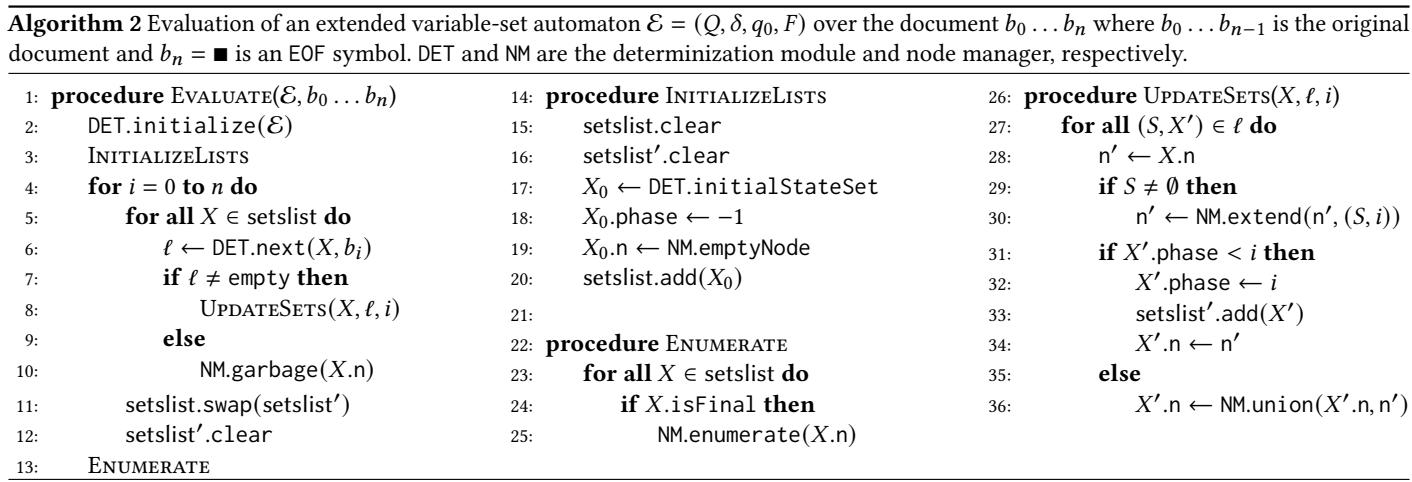 Algorithm 2 Evaluation of an extended variable-set automaton ℰ = (Q, δ, q₀, F) over the document b₀ … bₙ where b₀ … bₙ₋₁ is the original
document and bₙ = ■ is an EOF symbol. DET and NM are the determinization module and node manager, respectively.
1: procedure Evaluate(ℰ, b₀ … bₙ)
2: DET.initialize(ℰ)
3: InitializeLists
4: for i = 0 to n do
5: for all X ∈ setslist do
6: ℓ ← DET.next(X, bᵢ)
7: if ℓ ≠ empty then
8: UpdateSets(X, ℓ, i)
9: else
10: NM.garbage(X.n)
11: setslist.swap(setslist′)
12: setslist′.clear
13: Enumerate
14: procedure InitializeLists
15: setslist.clear
16: setslist′.clear
17: X₀ ← DET.initialStateSet
18: X₀.phase ← −1
19: X₀.n ← NM.emptyNode
20: setslist.add(X₀)
21:
22: procedure Enumerate
23: for all X ∈ setslist do
24: if X.isFinal then
25: NM.enumerate(X.n)
26: procedure UpdateSets(X, ℓ, i)
27: for all (S, X′) ∈ ℓ do
28: n′ ← X.n
29: if S ≠ ∅ then
30: n′ ← NM.extend(n′, (S, i))
31: if X′.phase < i then
32: X′.phase ← i
33: setslist′.add(X′)
34: X′.n ← n′
35: else
36: X′.n ← NM.union(X′.n, n′)